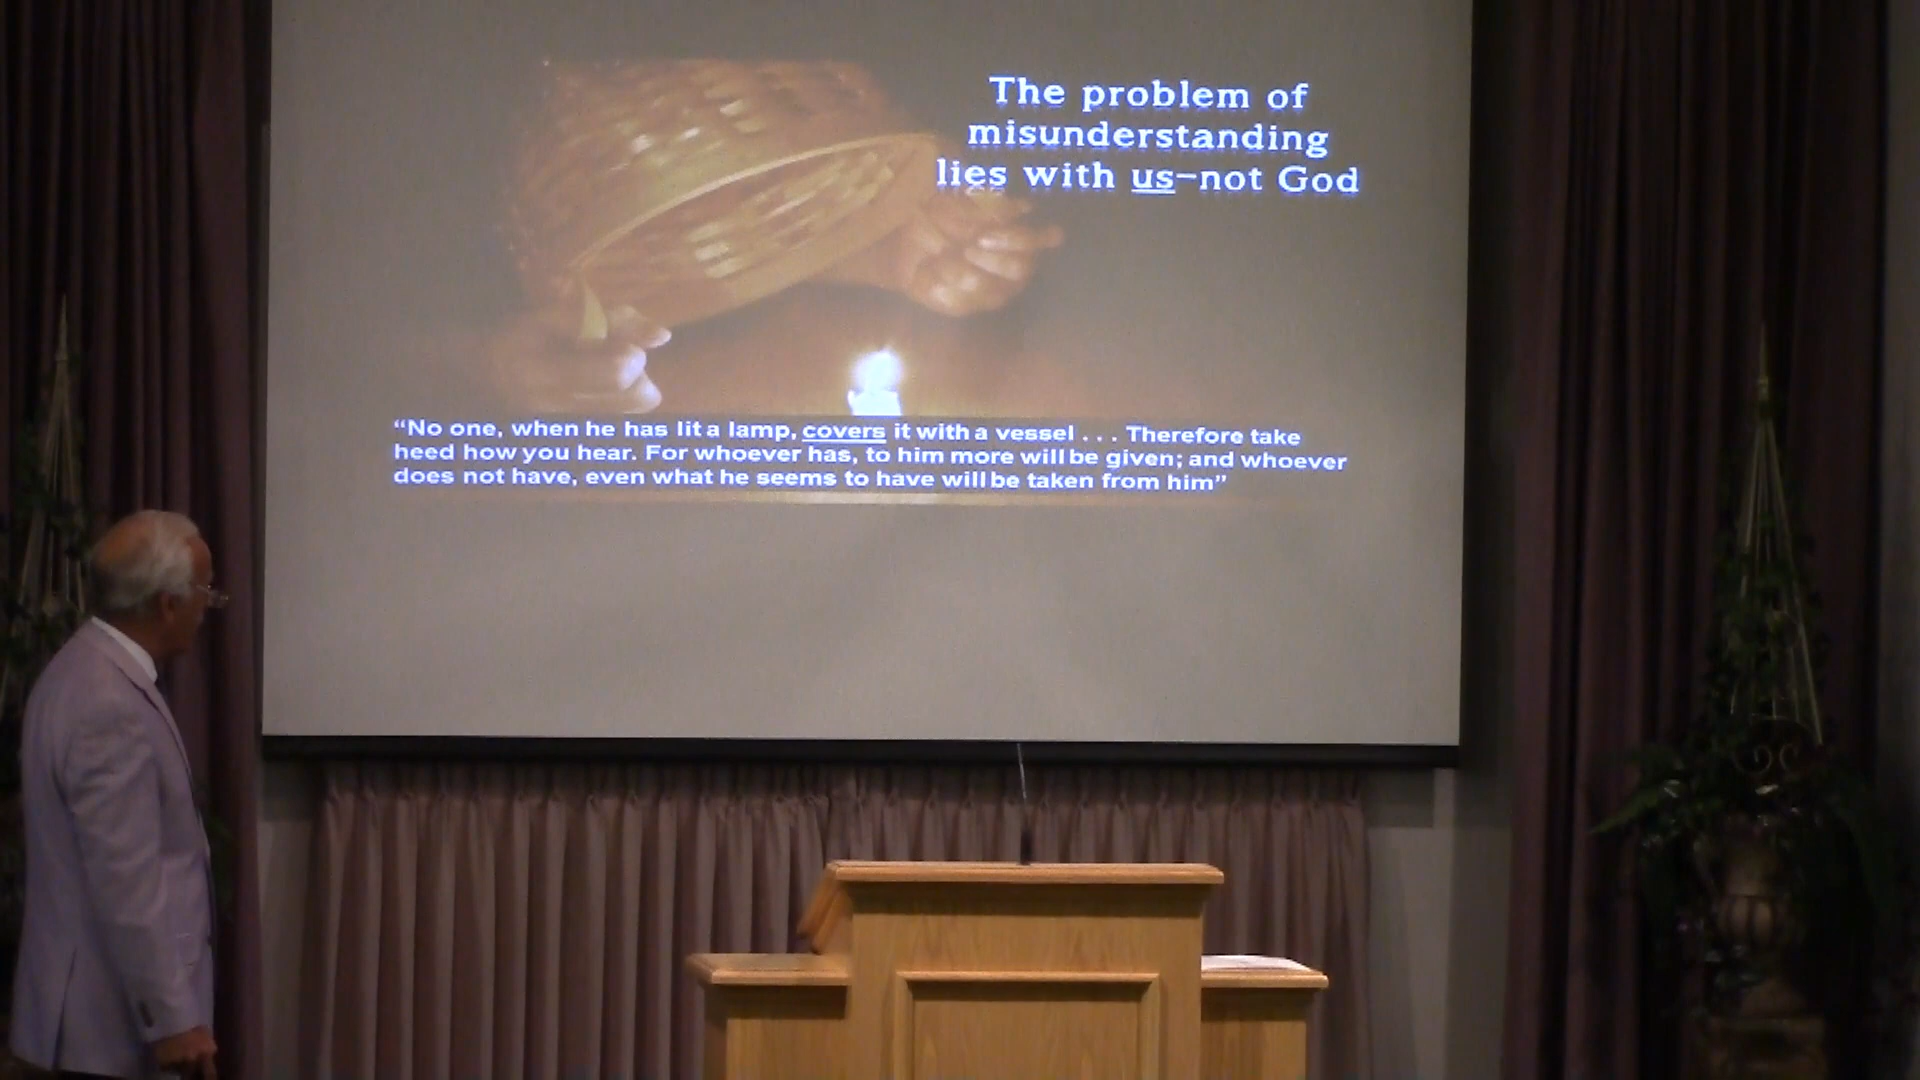 The problem of
misunderstanding
lies with us–not God
“No one, when he has lit a lamp, covers it with a vessel . . . Therefore take
heed how you hear. For whoever has, to him more will be given; and whoever
does not have, even what he seems to have will be taken from him”